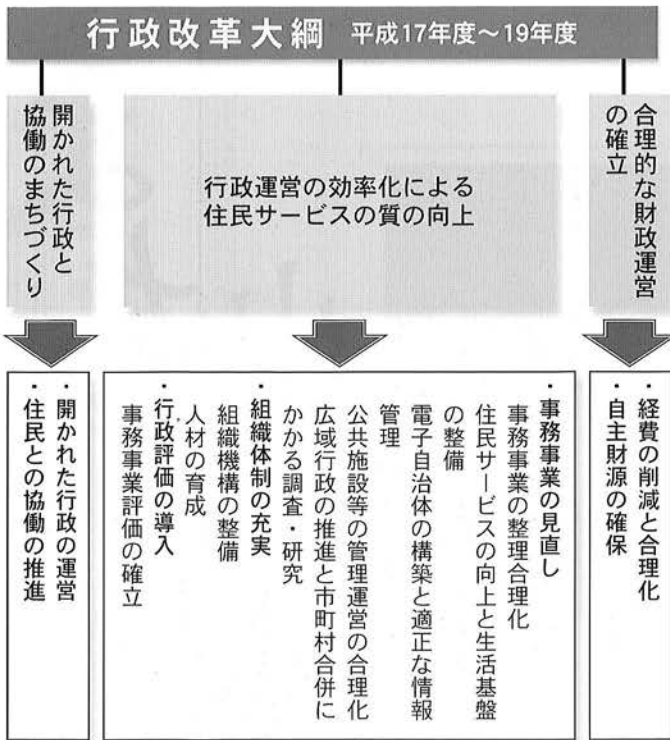 行政改革大綱 平成17年度～19年度
合理的な財政運営
の確立
行政運営の効率化による
住民サービスの質の向上
開かれた行政と
協働のまちづくり
・経費の削減と合理化
・自主財源の確保
・事務事業の見直し
事務事業の整理合理化
住民サービスの向上と生活基盤
の整備
電子自治体の構築と適正な情報
管理
公共施設等の管理運営の合理化
広域行政の推進と市町村合併に
かかる調査・研究
・組織体制の充実
組織機構の整備
人材の育成
・行政評価の導入
事務事業評価の確立
・開かれた行政の運営
・住民との協働の推進